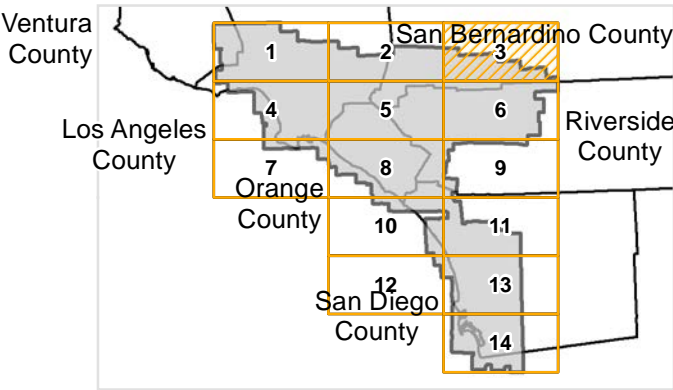 Ventura
County
San Bernardino County
1
2
3
4
5
6
Los Angeles
County
Riverside
County
7
8
9
Orange
County
10
11
12
13
San Diego
County
14